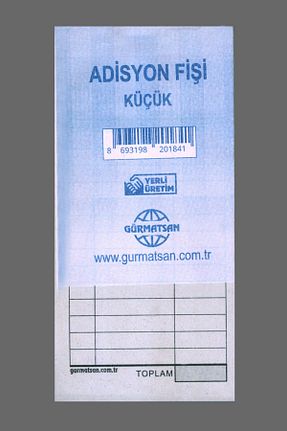 ADİSYON FİŞİ
KÜÇÜK
8 693198 201841
YERLİ
ÜRETİM
GÜRMATSAN
www.gurmatsan.com.tr
gurmatsan.com.tr
TOPLAM